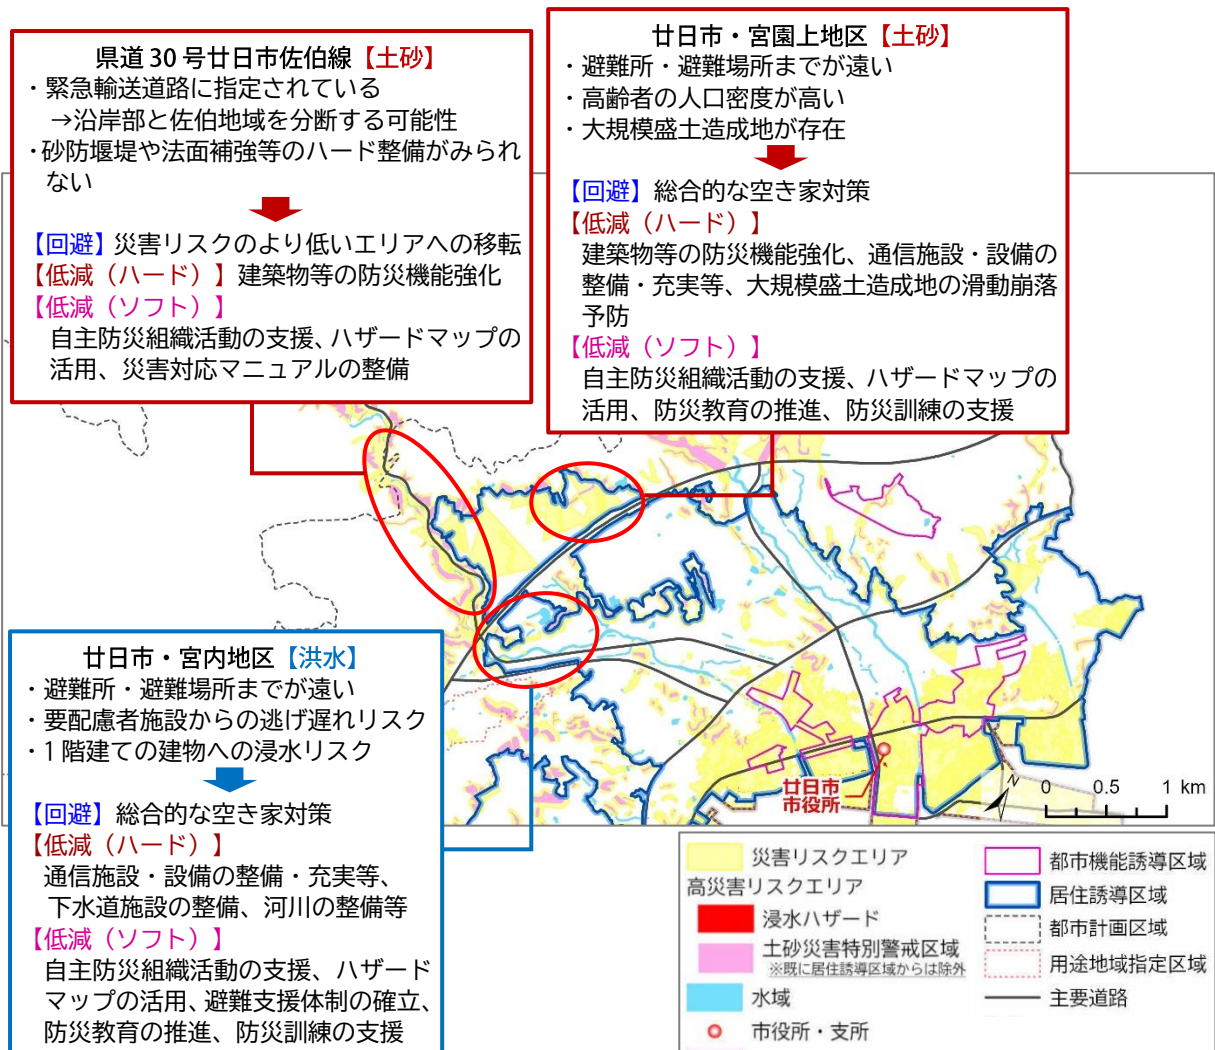 県道 30 号廿日市佐伯線【土砂】
・緊急輸送道路に指定されている
→沿岸部と佐伯地域を分断する可能性
・砂防堰堤や法面補強等のハード整備がみられ
ない
【回避】災害リスクのより低いエリアへの移転
【低減（ハード）】建築物等の防災機能強化
【低減（ソフト）】
自主防災組織活動の支援、ハザードマップの
活用、災害対応マニュアルの整備
廿日市・宮園上地区【土砂】
・避難所・避難場所までが遠い
・高齢者の人口密度が高い
・大規模盛土造成地が存在
【回避】総合的な空き家対策
【低減（ハード）】
建築物等の防災機能強化、通信施設・設備の
整備・充実等、大規模盛土造成地の滑動崩落
予防
【低減（ソフト）】
自主防災組織活動の支援、ハザードマップの
活用、防災教育の推進、防災訓練の支援
廿日市・宮内地区【洪水】
・避難所・避難場所までが遠い
・要配慮者施設からの逃げ遅れリスク
・1 階建ての建物への浸水リスク
【回避】総合的な空き家対策
【低減（ハード）】
通信施設・設備の整備・充実等、
下水道施設の整備、河川の整備等
【低減（ソフト）】
自主防災組織活動の支援、ハザード
マップの活用、避難支援体制の確立、
防災教育の推進、防災訓練の支援
廿日市
市役所
N
0 0.5 1 km
災害リスクエリア
高災害リスクエリア
浸水ハザード
土砂災害特別警戒区域
※既に居住誘導区域からは除外
水域
市役所・支所
都市機能誘導区域
居住誘導区域
都市計画区域
用途地域指定区域
主要道路